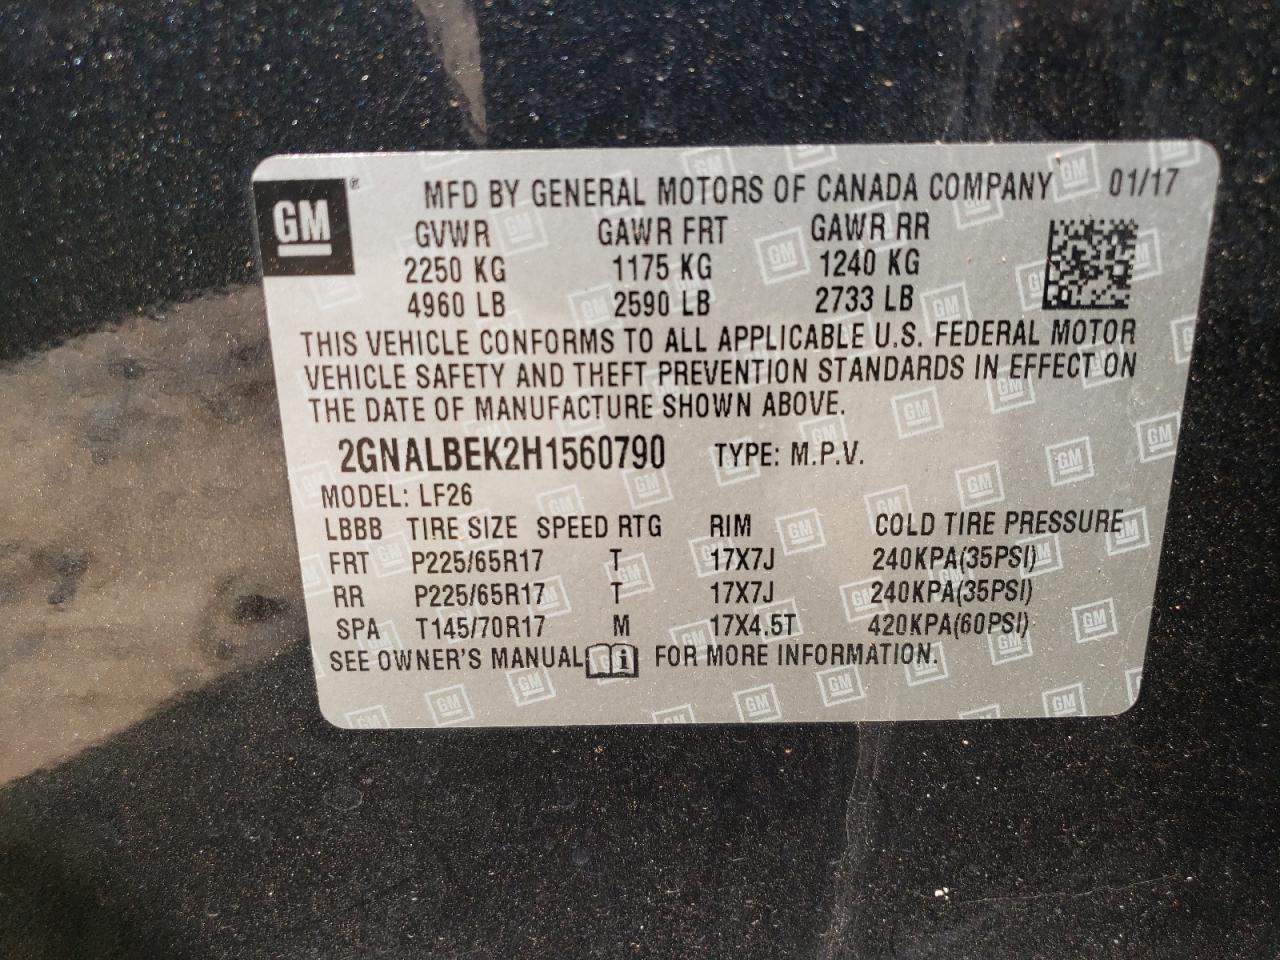 GM ® MFD BY GENERAL MOTORS OF CANADA COMPANY 01/17
GVWR GAWR FRT GAWR RR
2250 KG 1175 KG 1240 KG
4960 LB 2590 LB 2733 LB
THIS VEHICLE CONFORMS TO ALL APPLICABLE U.S. FEDERAL MOTOR
VEHICLE SAFETY AND THEFT PREVENTION STANDARDS IN EFFECT ON
THE DATE OF MANUFACTURE SHOWN ABOVE.
2GNALBEK2H1560790 TYPE: M.P.V.
MODEL: LF26
LBBB TIRE SIZE SPEED RTG RIM COLD TIRE PRESSURE
FRT P225/65R17 T 17X7J 240KPA(35PSI)
RR P225/65R17 T 17X7J 240KPA(35PSI)
SPA T145/70R17 M 17X4.5T 420KPA(60PSI)
SEE OWNER'S MANUAL i FOR MORE INFORMATION.